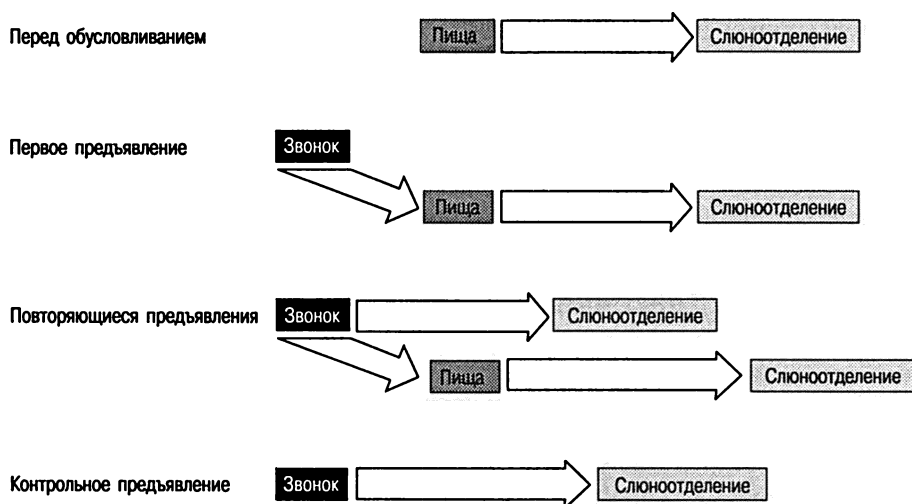 Перед обусловливанием
Пища
Слюноотделение
Первое предъявление
Звонок
Пища
Слюноотделение
Повторяющиеся предъявления
Звонок
Слюноотделение
Пища
Слюноотделение
Контрольное предъявление
Звонок
Слюноотделение